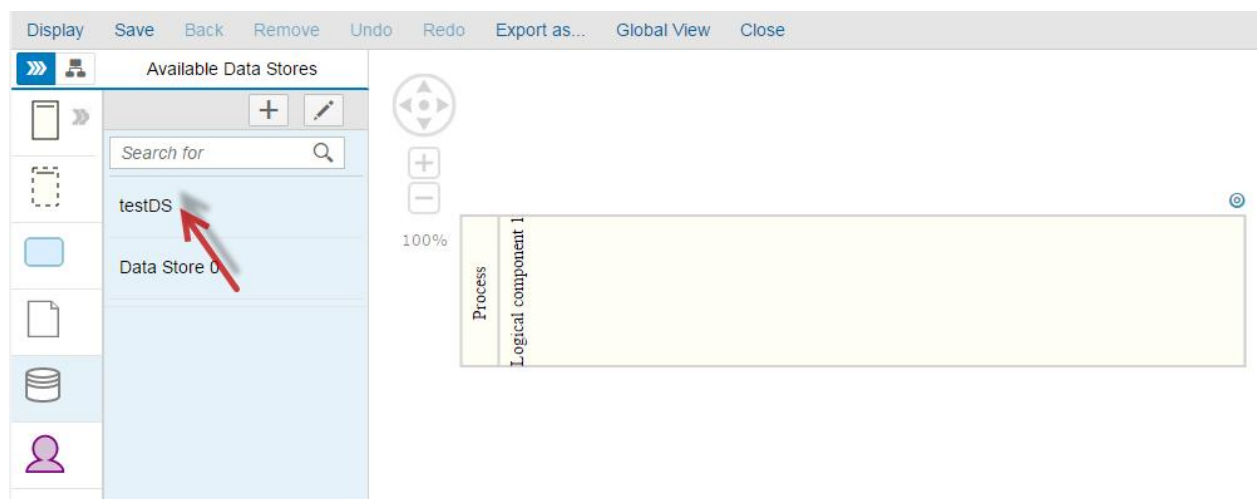 Display Save Back Remove Undo Redo Export as... Global View Close
Available Data Stores
Search for
testDS
Data Store 0
100%
Process
Logical component 1